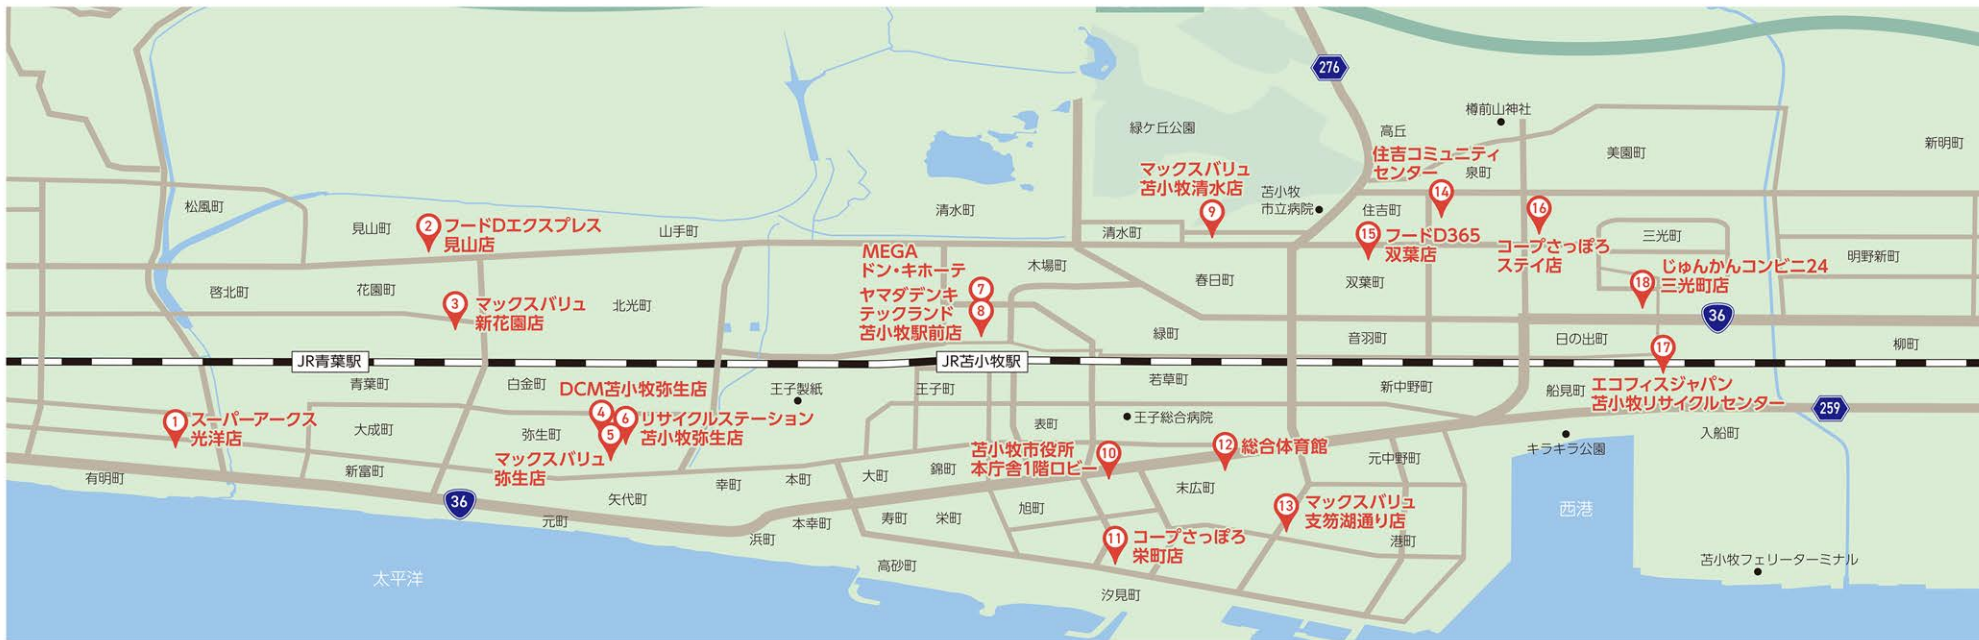 276
樽前山神社
緑ケ丘公園
高丘
新明町
美園町
住吉コミュニティ
センター
泉町
14
マックスバリュ
苫小牧清水店
9
苫小牧
市立病院
住吉町
16
松風町
清水町
見山町
2
フードDエクスプレス
見山店
山手町
清水町
15
フードD365
双葉店
コープさっぽろ
ステイ店
三光町
MEGA
ドン・キホーテ
7
木場町
明野新町
じゅんかんコンビニ24
三光町店
18
啓北町
花園町
春日町
双葉町
3
マックスバリュ
新花園店
北光町
ヤマダデンキ
テックランド
苫小牧駅前店
8
36
緑町
音羽町
日の出町
17
柳町
JR青葉駅
JR苫小牧駅
青葉町
白金町
DCM苫小牧弥生店
王子製紙
王子町
若草町
新中野町
船見町
エコフィスジャパン
苫小牧リサイクルセンター
259
1
スーパーアークス
光洋店
大成町
弥生町
4
6
5
リサイクルステーション
苫小牧弥生店
マックスバリュ
弥生店
表町
王子総合病院
入船町
キラキラ公園
苫小牧市役所
本庁舎1階ロビー
10
12
総合体育館
元中野町
有明町
新富町
矢代町
幸町
本町
大町
錦町
末広町
36
元町
浜町
本幸町
寿町
栄町
旭町
13
マックスバリュ
支笏湖通り店
港町
西港
11
コープさっぽろ
栄町店
高砂町
汐見町
太平洋
苫小牧フェリーターミナル